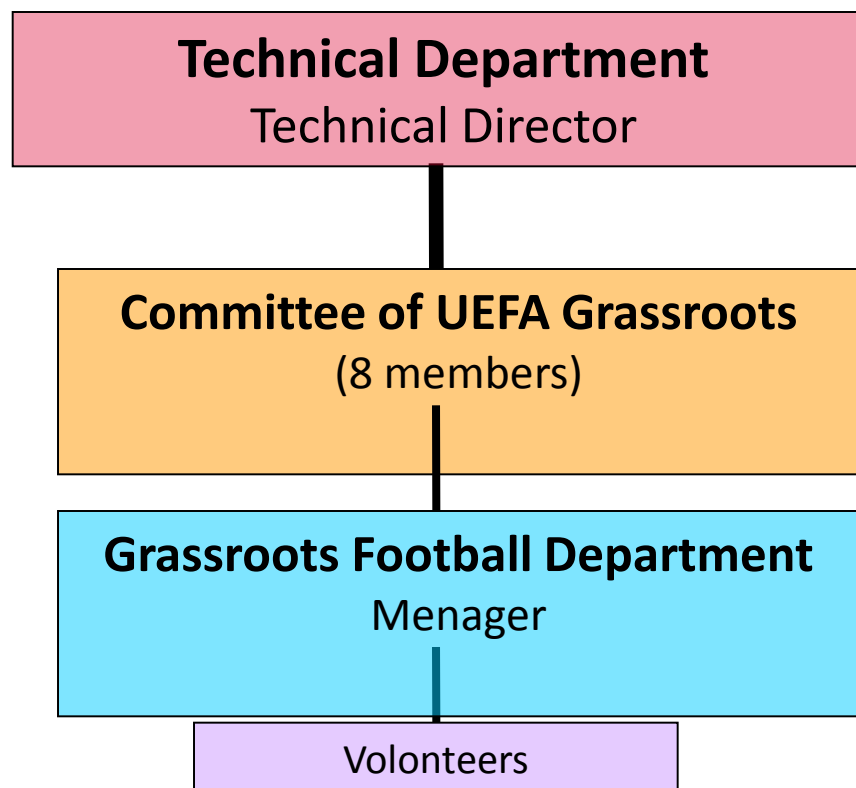 Technical Department
Technical Director
Committee of UEFA Grassroots
(8 members)
Grassroots Football Department
Menager
Volonteers